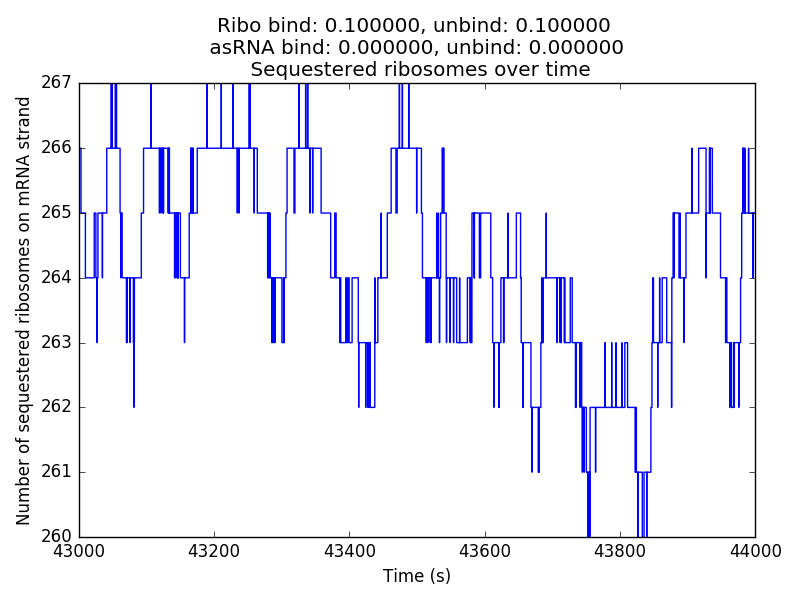 Ribo bind: 0.100000, unbind: 0.100000
asRNA bind: 0.000000, unbind: 0.000000
Sequestered ribosomes over time
Number of sequestered ribosomes on mRNA strand
267
266
265
264
263
262
261
260
43000 43200 43400 43600 43800 44000
Time (s)